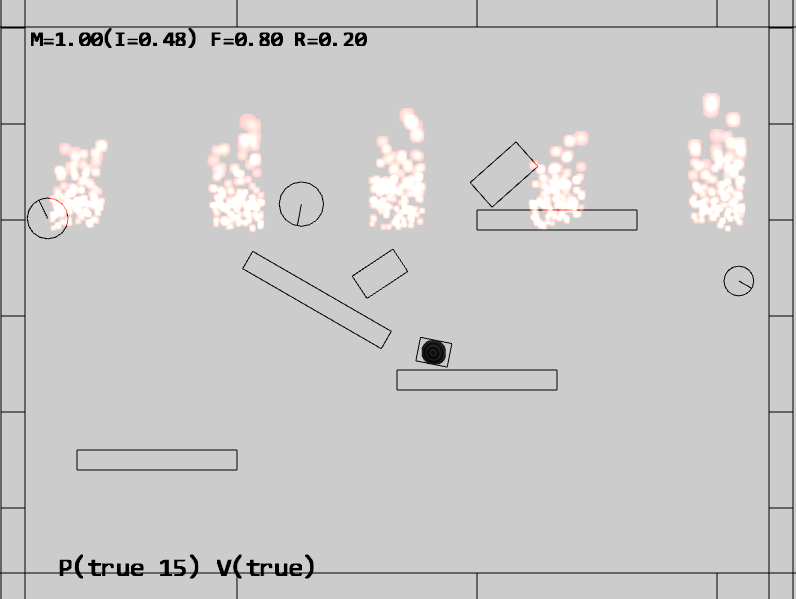 M=1.00(I=0.48) F=0.80 R=0.20
P(true 15) V(true)